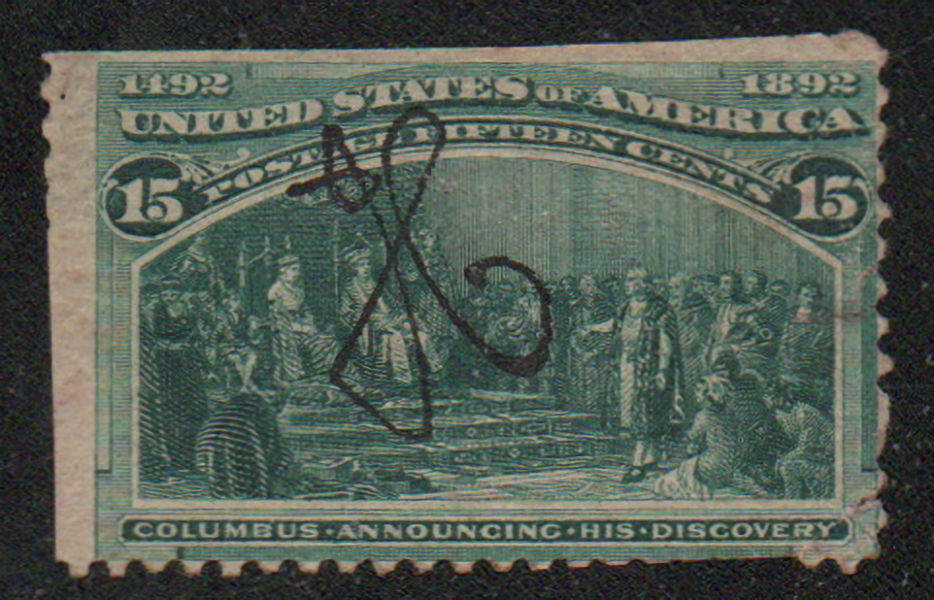 1492 1892
UNITED STATES OF AMERICA
POSTAGE FIFTEEN CENTS
15 15
COLUMBUS·ANNOUNCING·HIS·DISCOVERY